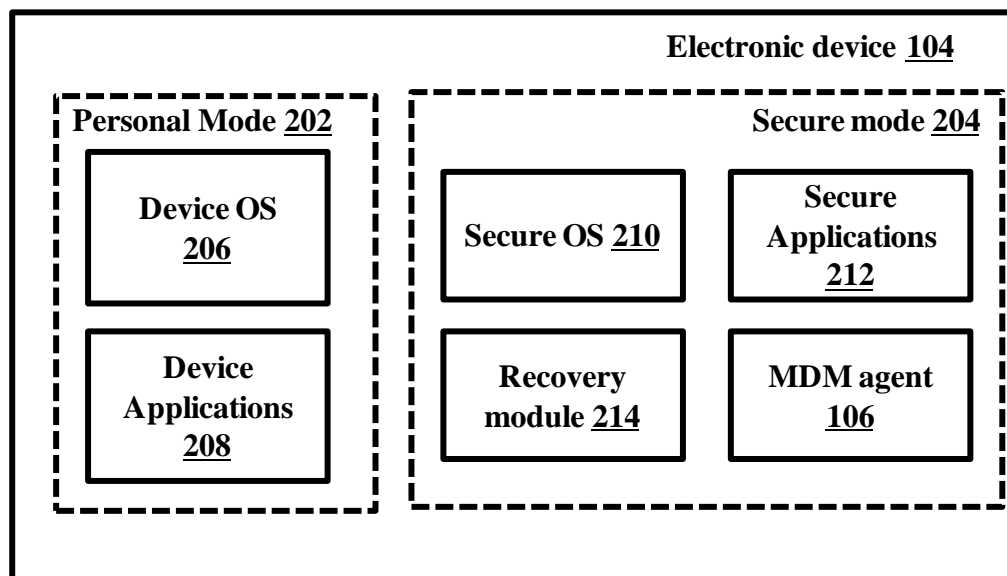 Electronic device 104
Personal Mode 202
Device OS
206
Device
Applications
208
Secure mode 204
Secure OS 210
Secure
Applications
212
Recovery
module 214
MDM agent
106